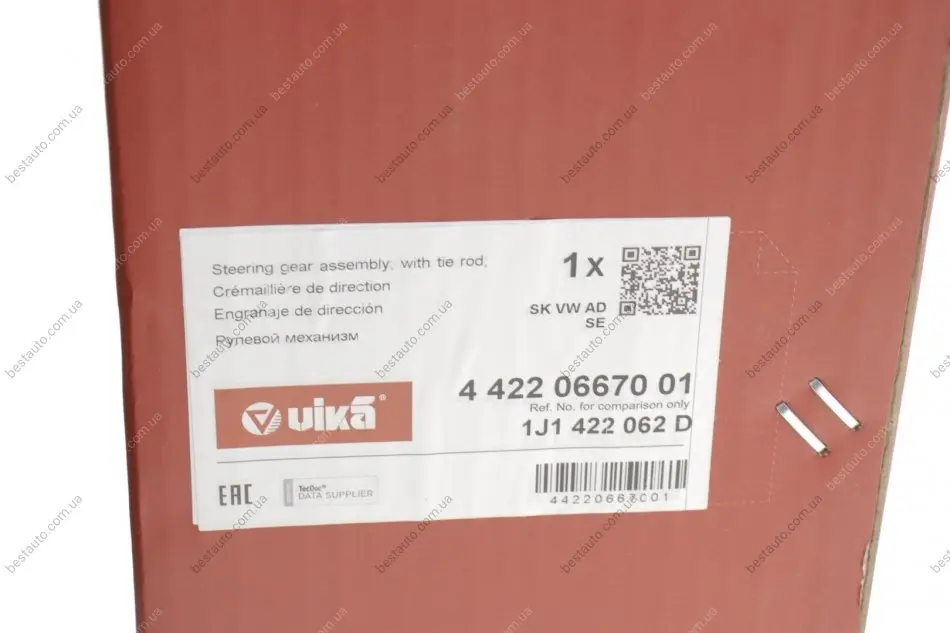 Steering gear assembly, with tie rod,
Crémaillière de direction
Engranaje de dirección
Рулевой механизм
1x
SK VW AD
SE
4 422 06670 01
Ref. No. for comparison only
1J1 422 062 D
vika®
EAC
TecDoc®
DATA SUPPLIER
44220667001
bestauto.com.ua